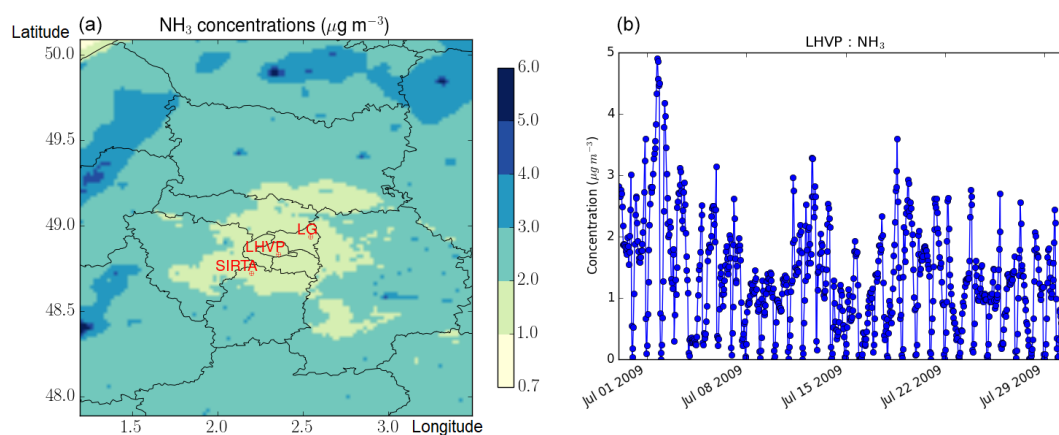 (a) NH₃ concentrations (µg m⁻³)
Latitude
50.0
49.5
49.0
48.5
48.0
1.5 2.0 2.5 3.0 Longitude
LG
LHVP
SIRTA
6.0
5.0
4.0
3.0
2.0
1.0
0.7
(b)
LHVP : NH₃
Concentration (µg m⁻³)
5
4
3
2
1
0
Jul 01 2009
Jul 08 2009
Jul 15 2009
Jul 22 2009
Jul 29 2009